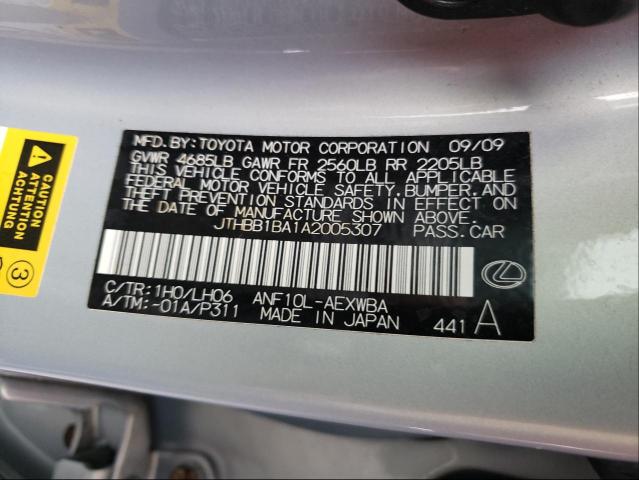 MFD.BY:TOYOTA MOTOR CORPORATION 09/09
GVWR 4685LB GAWR FR 2560LB RR 2205LB
THIS VEHICLE CONFORMS TO ALL APPLICABLE
FEDERAL MOTOR VEHICLE SAFETY.BUMPER.AND
THEFT PREVENTION STANDARDS IN EFFECT ON
THE DATE OF MANUFACTURE SHOWN ABOVE.
JTHBB1BA1A2005307 PASS.CAR
C/TR:1H0/LH06 ANF10L-AEXWBA
A/TM:-01A/P311 MADE IN JAPAN 441 A
CAUTION
ATTENTION
ACHTUNG
3